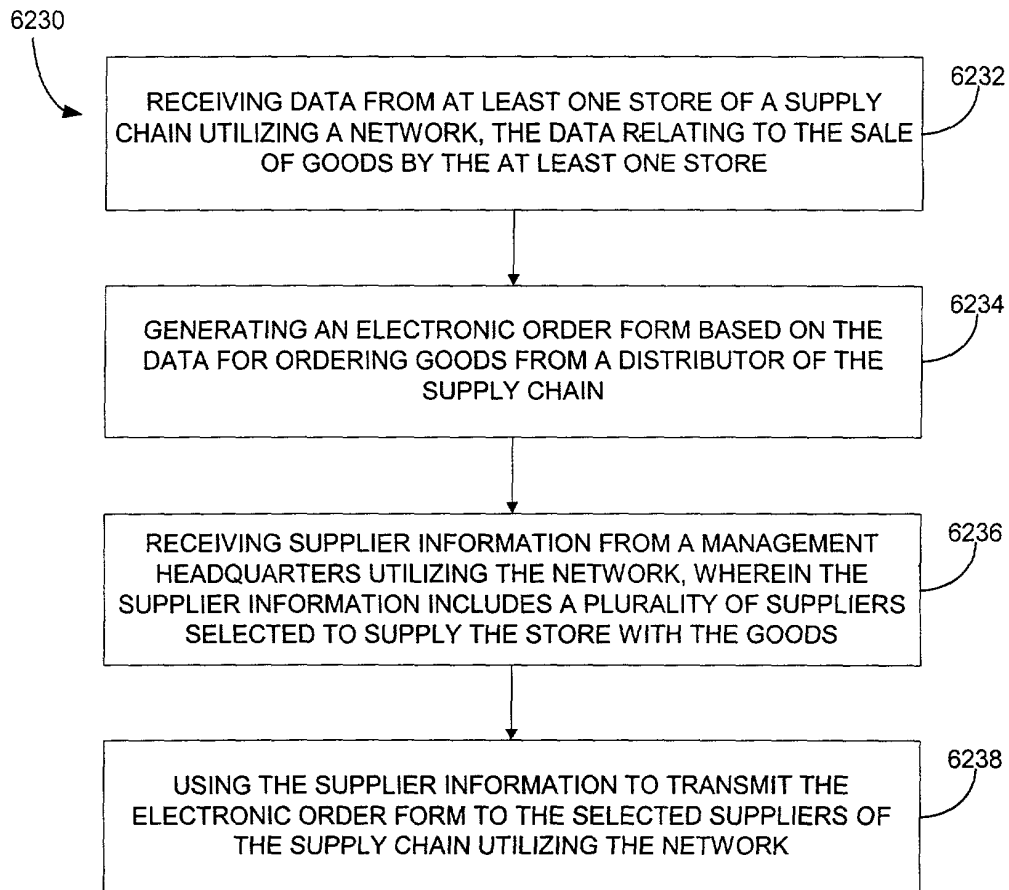 6230
6232
RECEIVING DATA FROM AT LEAST ONE STORE OF A SUPPLY
CHAIN UTILIZING A NETWORK, THE DATA RELATING TO THE SALE
OF GOODS BY THE AT LEAST ONE STORE
6234
GENERATING AN ELECTRONIC ORDER FORM BASED ON THE
DATA FOR ORDERING GOODS FROM A DISTRIBUTOR OF THE
SUPPLY CHAIN
6236
RECEIVING SUPPLIER INFORMATION FROM A MANAGEMENT
HEADQUARTERS UTILIZING THE NETWORK, WHEREIN THE
SUPPLIER INFORMATION INCLUDES A PLURALITY OF SUPPLIERS
SELECTED TO SUPPLY THE STORE WITH THE GOODS
6238
USING THE SUPPLIER INFORMATION TO TRANSMIT THE
ELECTRONIC ORDER FORM TO THE SELECTED SUPPLIERS OF
THE SUPPLY CHAIN UTILIZING THE NETWORK